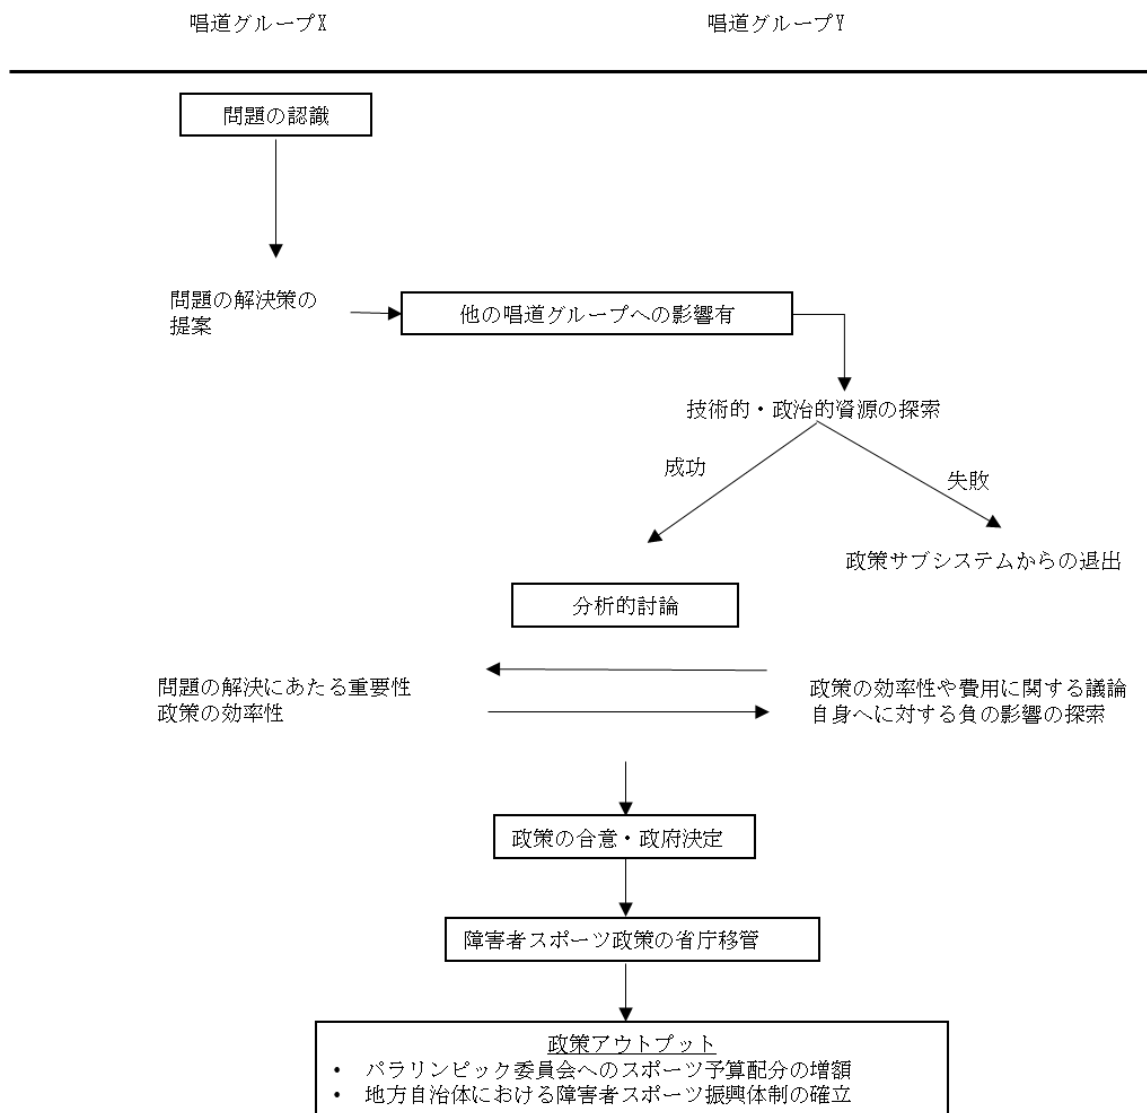 唱道グループX
唱道グループY
問題の認識
問題の解決策の
提案
他の唱道グループへの影響有
技術的・政治的資源の探索
成功
失敗
政策サブシステムからの退出
分析的討論
問題の解決にあたる重要性
政策の効率性
政策の効率性や費用に関する議論
自身へに対する負の影響の探索
政策の合意・政府決定
障害者スポーツ政策の省庁移管
政策アウトプット
• パラリンピック委員会へのスポーツ予算配分の増額
• 地方自治体における障害者スポーツ振興体制の確立